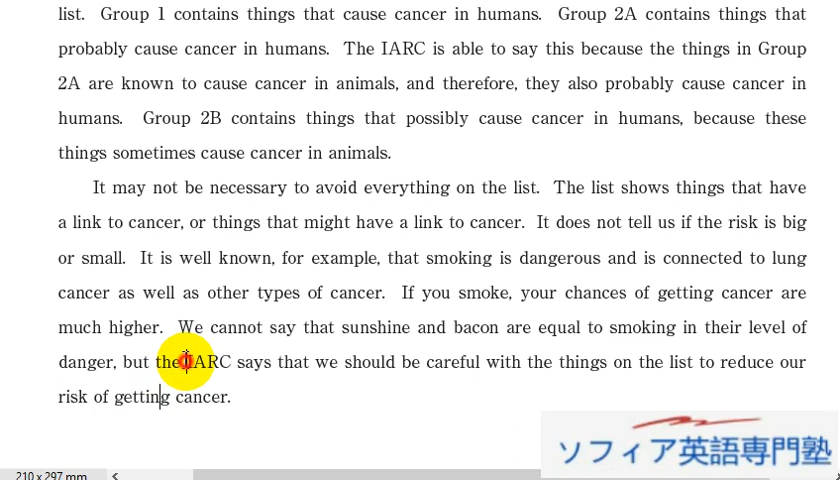 list. Group 1 contains things that cause cancer in humans. Group 2A contains things that
probably cause cancer in humans. The IARC is able to say this because the things in Group
2A are known to cause cancer in animals, and therefore, they also probably cause cancer in
humans. Group 2B contains things that possibly cause cancer in humans, because these
things sometimes cause cancer in animals.
It may not be necessary to avoid everything on the list. The list shows things that have
a link to cancer, or things that might have a link to cancer. It does not tell us if the risk is big
or small. It is well known, for example, that smoking is dangerous and is connected to lung
cancer as well as other types of cancer. If you smoke, your chances of getting cancer are
much higher. We cannot say that sunshine and bacon are equal to smoking in their level of
danger, but the IARC says that we should be careful with the things on the list to reduce our
risk of getting cancer.
ソフィア英語専門塾
210 x 297 mm